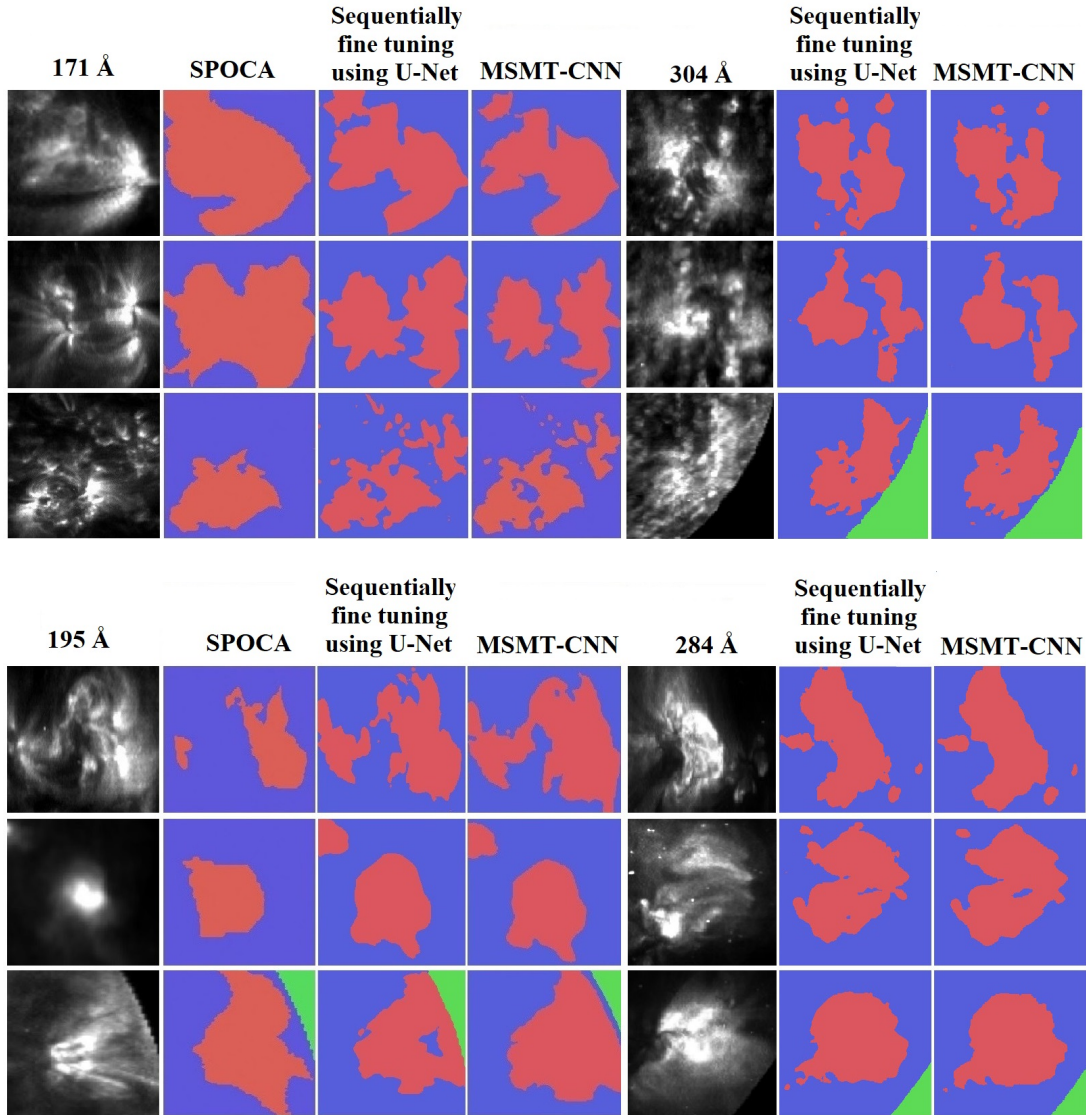 171 Å
SPOCA
Sequentially
fine tuning
using U-Net
MSMT-CNN
304 Å
Sequentially
fine tuning
using U-Net
MSMT-CNN
195 Å
SPOCA
Sequentially
fine tuning
using U-Net
MSMT-CNN
284 Å
Sequentially
fine tuning
using U-Net
MSMT-CNN